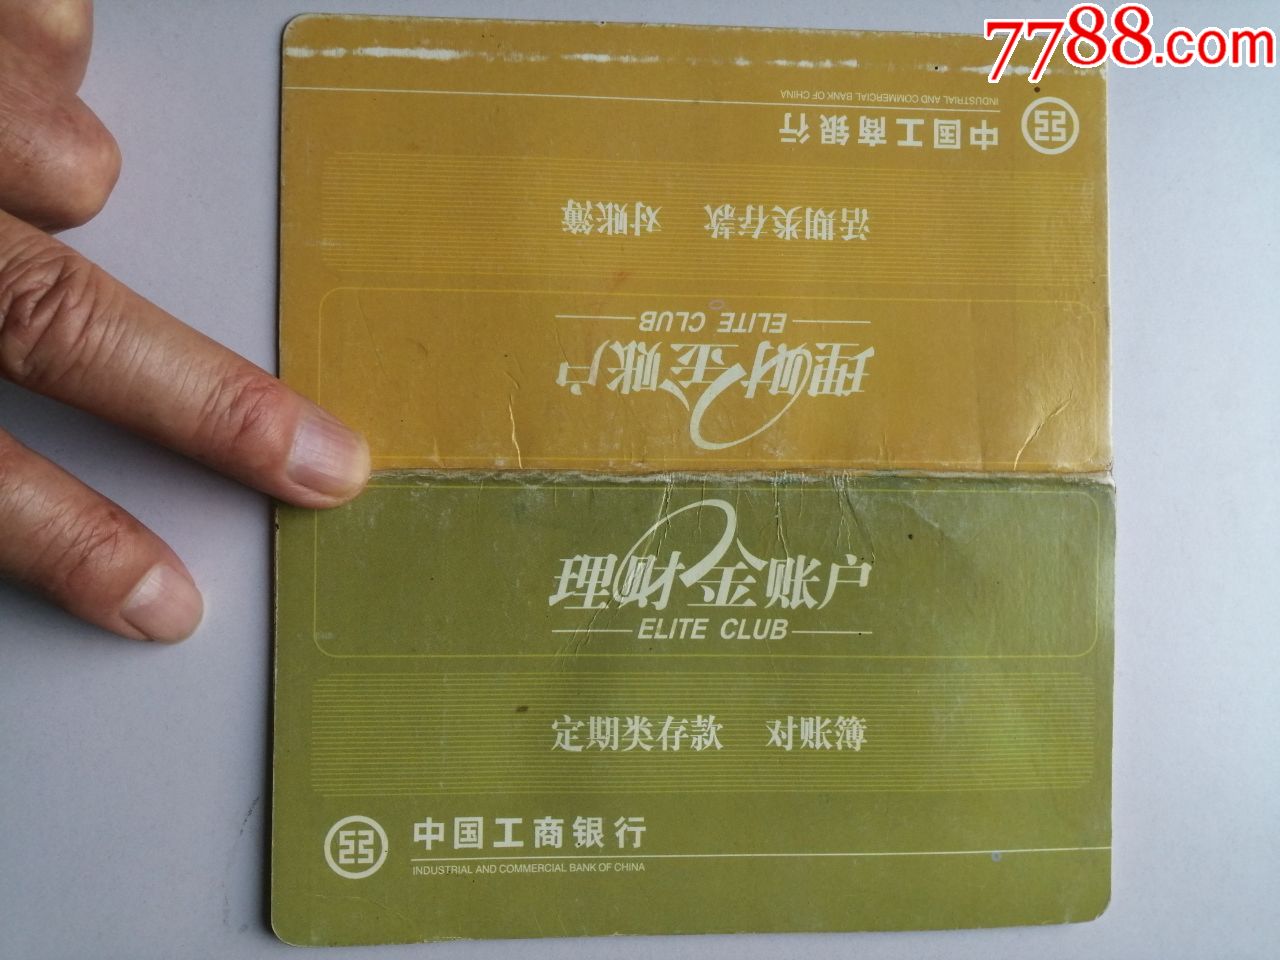 7788.com
INDUSTRIAL AND COMMERCIAL BANK OF CHINA
中国工商银行
活期类存款 对账簿
ELITE CLUB
理财金账户
理财金账户
ELITE CLUB
定期类存款 对账簿
中国工商银行
INDUSTRIAL AND COMMERCIAL BANK OF CHINA